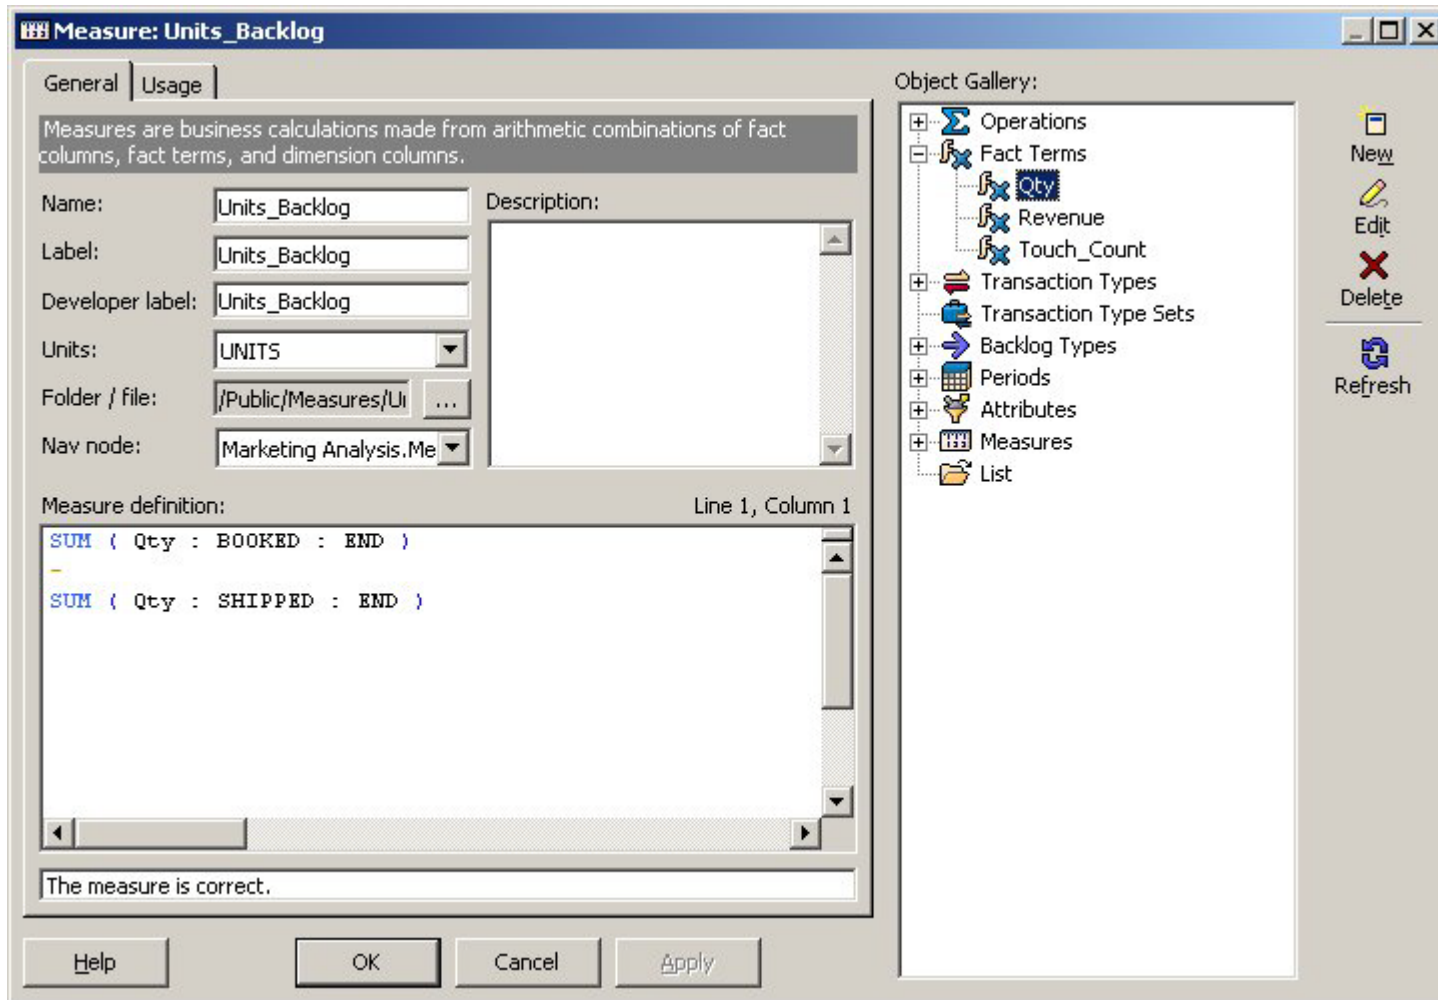 Measure: Units_Backlog
General
Usage
Measures are business calculations made from arithmetic combinations of fact
columns, fact terms, and dimension columns.
Name:
Units_Backlog
Description:
Label:
Units_Backlog
Developer label:
Units_Backlog
Units:
UNITS
Folder / file:
/Public/Measures/U
...
Nav node:
Marketing Analysis.Me
Measure definition:
Line 1, Column 1
SUM ( Qty : BOOKED : END )
-
SUM ( Qty : SHIPPED : END )
The measure is correct.
Help
OK
Cancel
Apply
Object Gallery:
Operations
Fact Terms
Qty
Revenue
Touch_Count
Transaction Types
Transaction Type Sets
Backlog Types
Periods
Attributes
Measures
List
New
Edit
Delete
Refresh